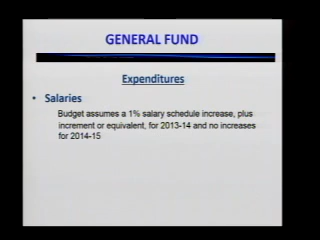 GENERAL FUND
Expenditures
• Salaries
Budget assumes a 1% salary schedule increase, plus
increment or equivalent, for 2013-14 and no increases
for 2014-15